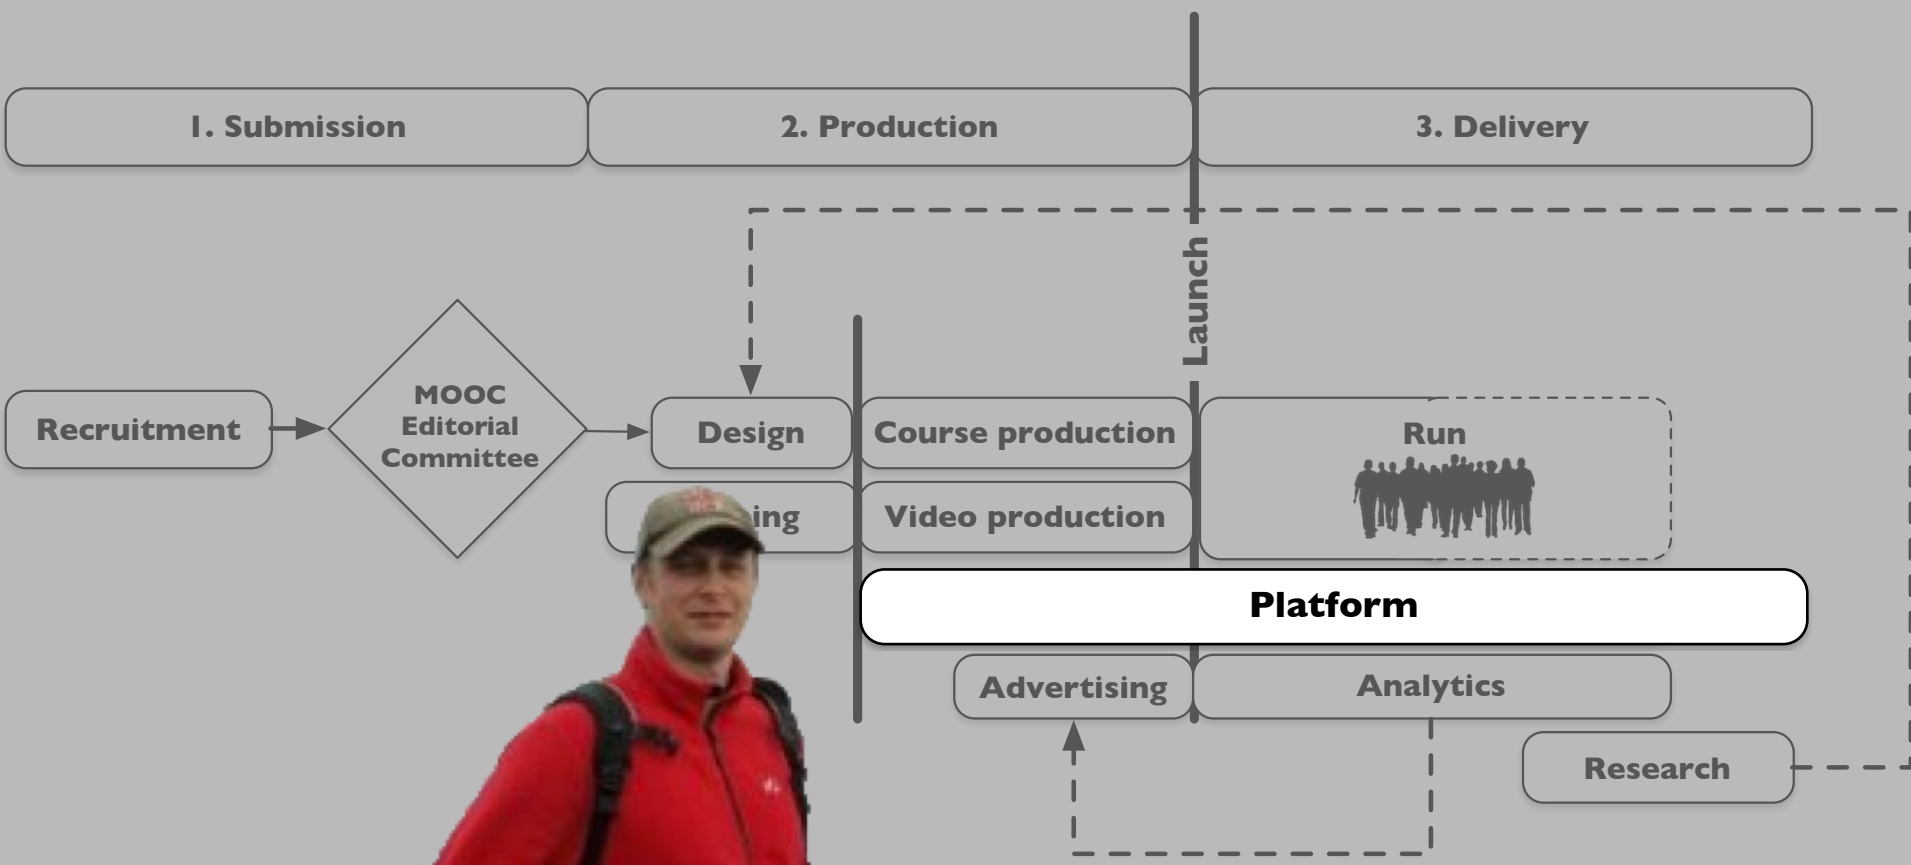 1. Submission
2. Production
3. Delivery
Launch
MOOC
Editorial
Committee
Recruitment
Design
Course production
Run
ing
Video production
Platform
Advertising
Analytics
Research